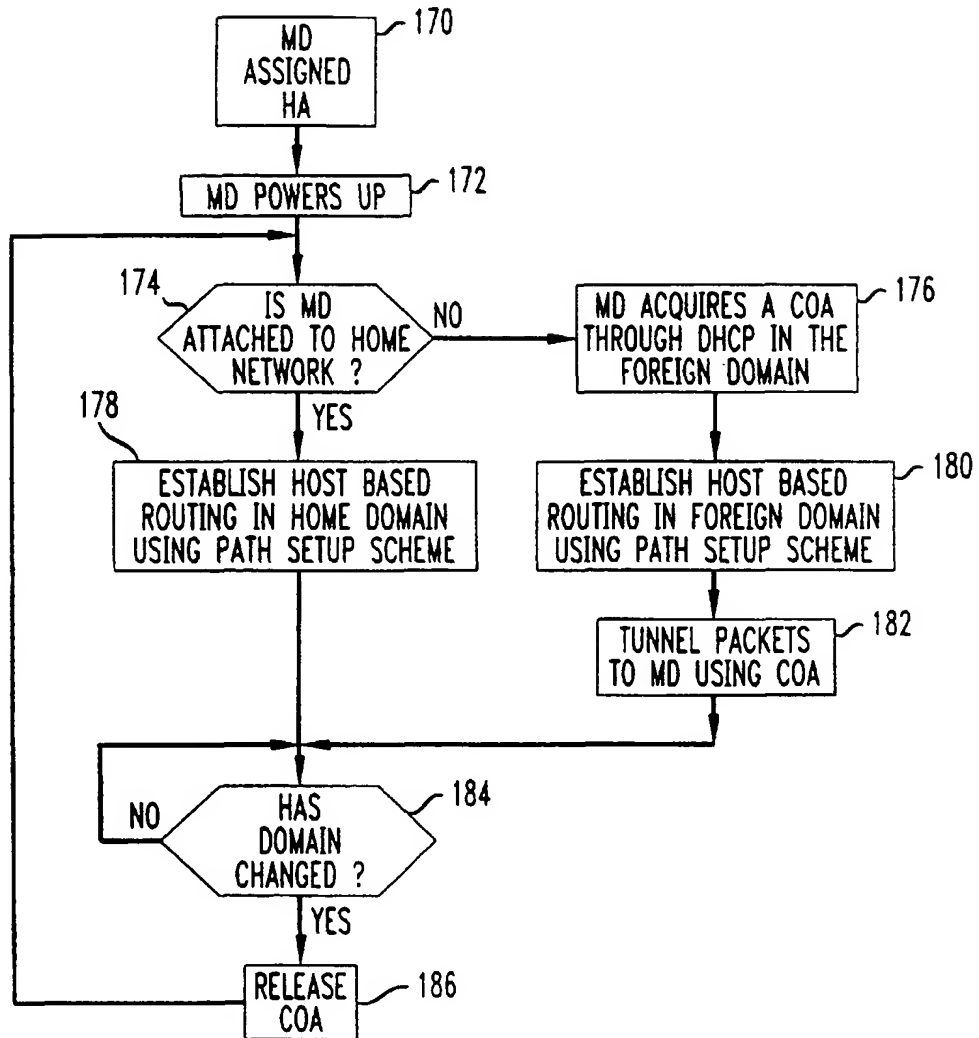 170
MD
ASSIGNED
HA
172
MD POWERS UP
174
IS MD
ATTACHED TO HOME
NETWORK ?
NO
YES
176
MD ACQUIRES A COA
THROUGH DHCP IN THE
FOREIGN DOMAIN
178
ESTABLISH HOST BASED
ROUTING IN HOME DOMAIN
USING PATH SETUP SCHEME
180
ESTABLISH HOST BASED
ROUTING IN FOREIGN DOMAIN
USING PATH SETUP SCHEME
182
TUNNEL PACKETS
TO MD USING COA
184
HAS
DOMAIN
CHANGED ?
NO
YES
186
RELEASE
COA